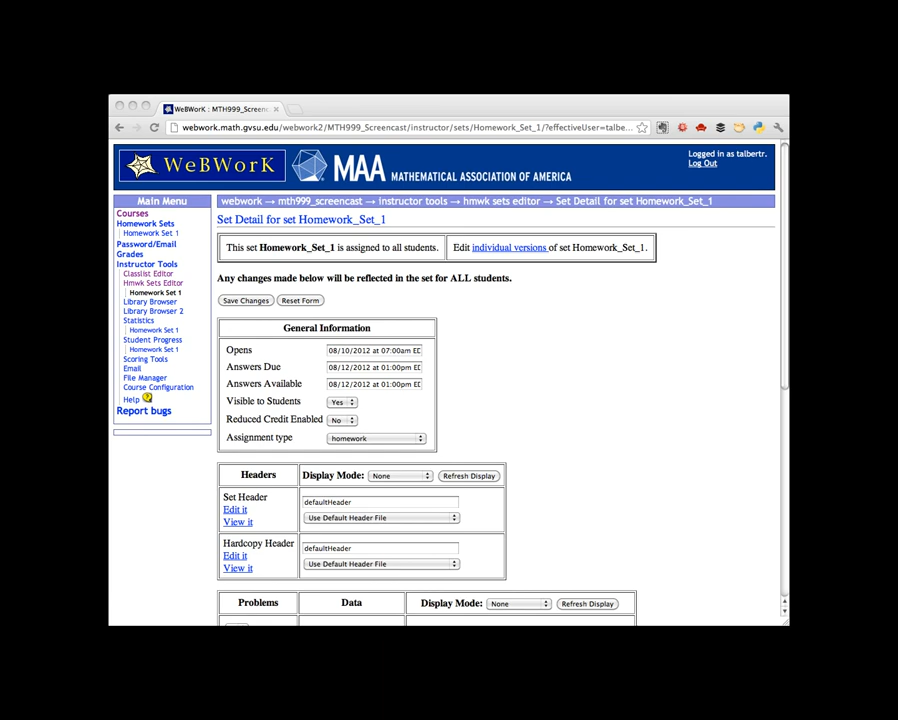 WeBWorK : MTH999_Screenc
webwork.math.gvsu.edu/webwork2/MTH999_Screencast/instructor/sets/Homework_Set_1/?effectiveUser=talbe...
WeBWorK
MAA MATHEMATICAL ASSOCIATION OF AMERICA
Logged in as talbertr.
Log Out
Main Menu
Courses
Homework Sets
Homework Set 1
Password/Email
Grades
Instructor Tools
Classlist Editor
Hmwk Sets Editor
Homework Set 1
Library Browser
Library Browser 2
Statistics
Homework Set 1
Student Progress
Homework Set 1
Scoring Tools
Email
File Manager
Course Configuration
Help
Report bugs
webwork → mth999_screencast → instructor tools → hmwk sets editor → Set Detail for set Homework_Set_1
Set Detail for set Homework_Set_1
This set Homework_Set_1 is assigned to all students. Edit individual versions of set Homework_Set_1.
Any changes made below will be reflected in the set for ALL students.
Save Changes Reset Form
General Information
Opens 08/10/2012 at 07:00am ED
Answers Due 08/12/2012 at 01:00pm ED
Answers Available 08/12/2012 at 01:00pm ED
Visible to Students Yes
Reduced Credit Enabled No
Assignment type homework
Headers Display Mode: None Refresh Display
Set Header defaultHeader
Edit it
View it Use Default Header File
Hardcopy Header defaultHeader
Edit it
View it Use Default Header File
Problems Data Display Mode: None Refresh Display